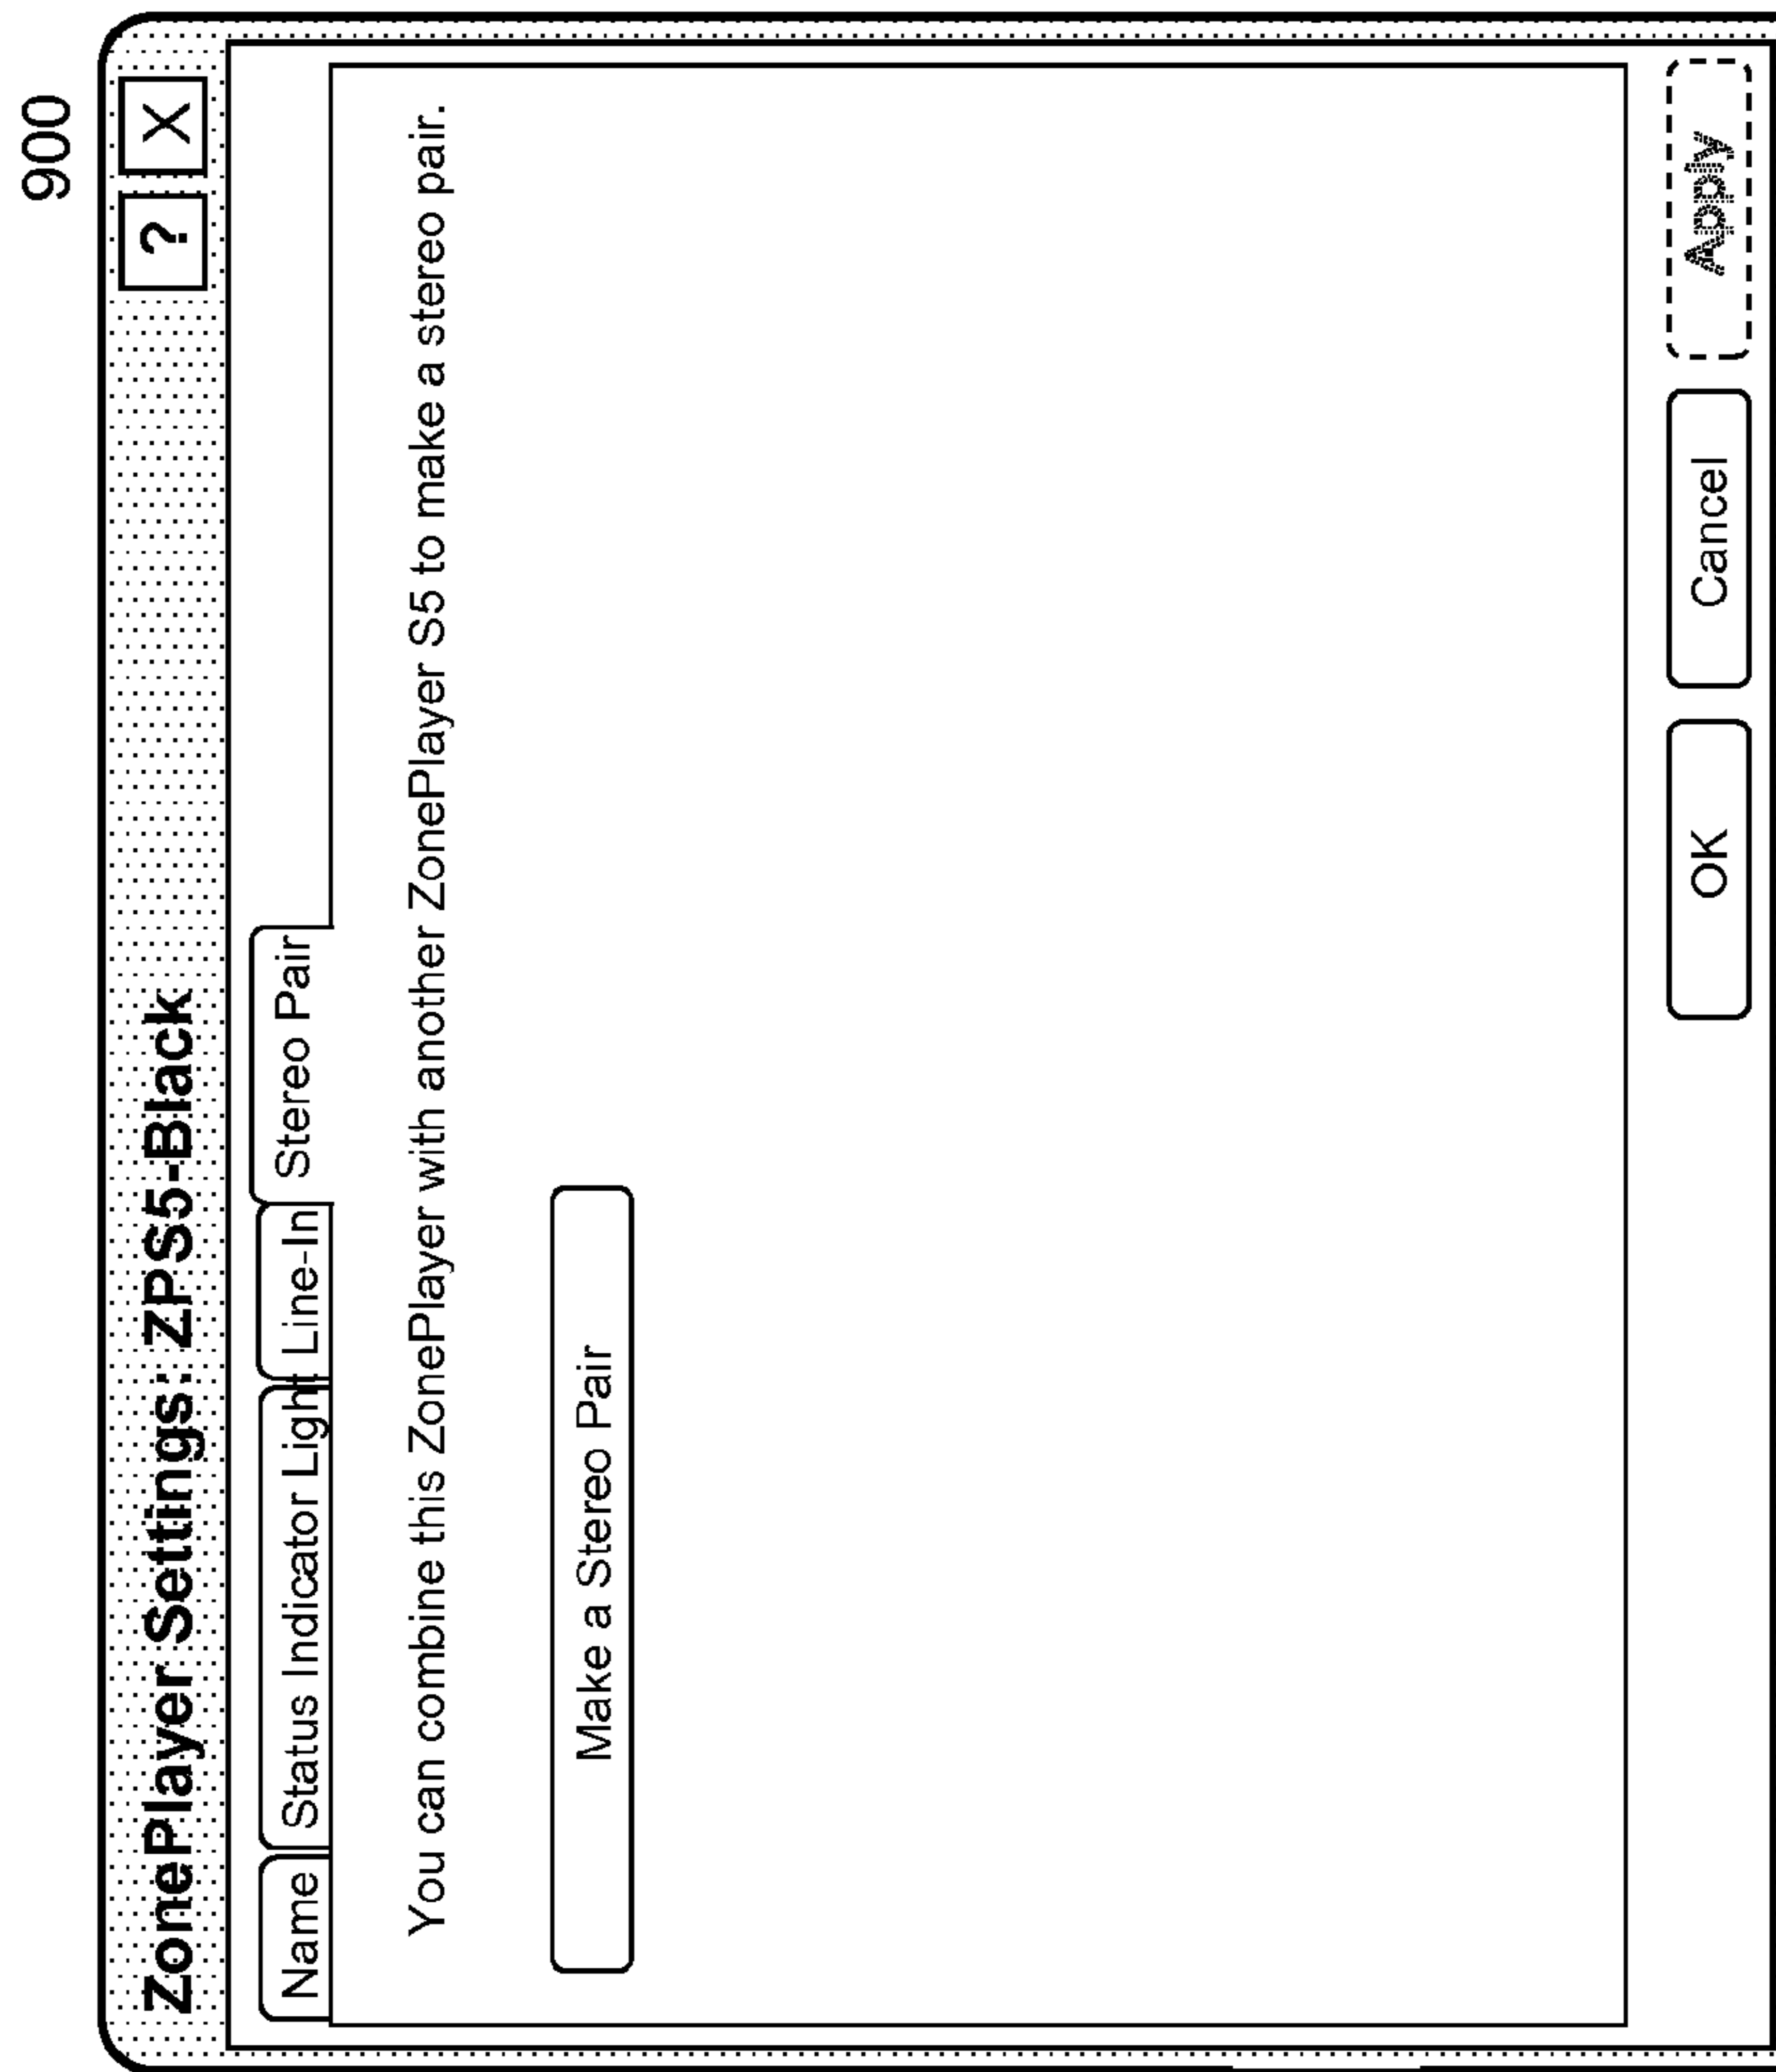 900
ZonePlayer Settings: ZPS5-Black ? X
Name Status Indicator Light Line-In Stereo Pair
You can combine this ZonePlayer with another ZonePlayer S5 to make a stereo pair.
Make a Stereo Pair
OK Cancel Apply